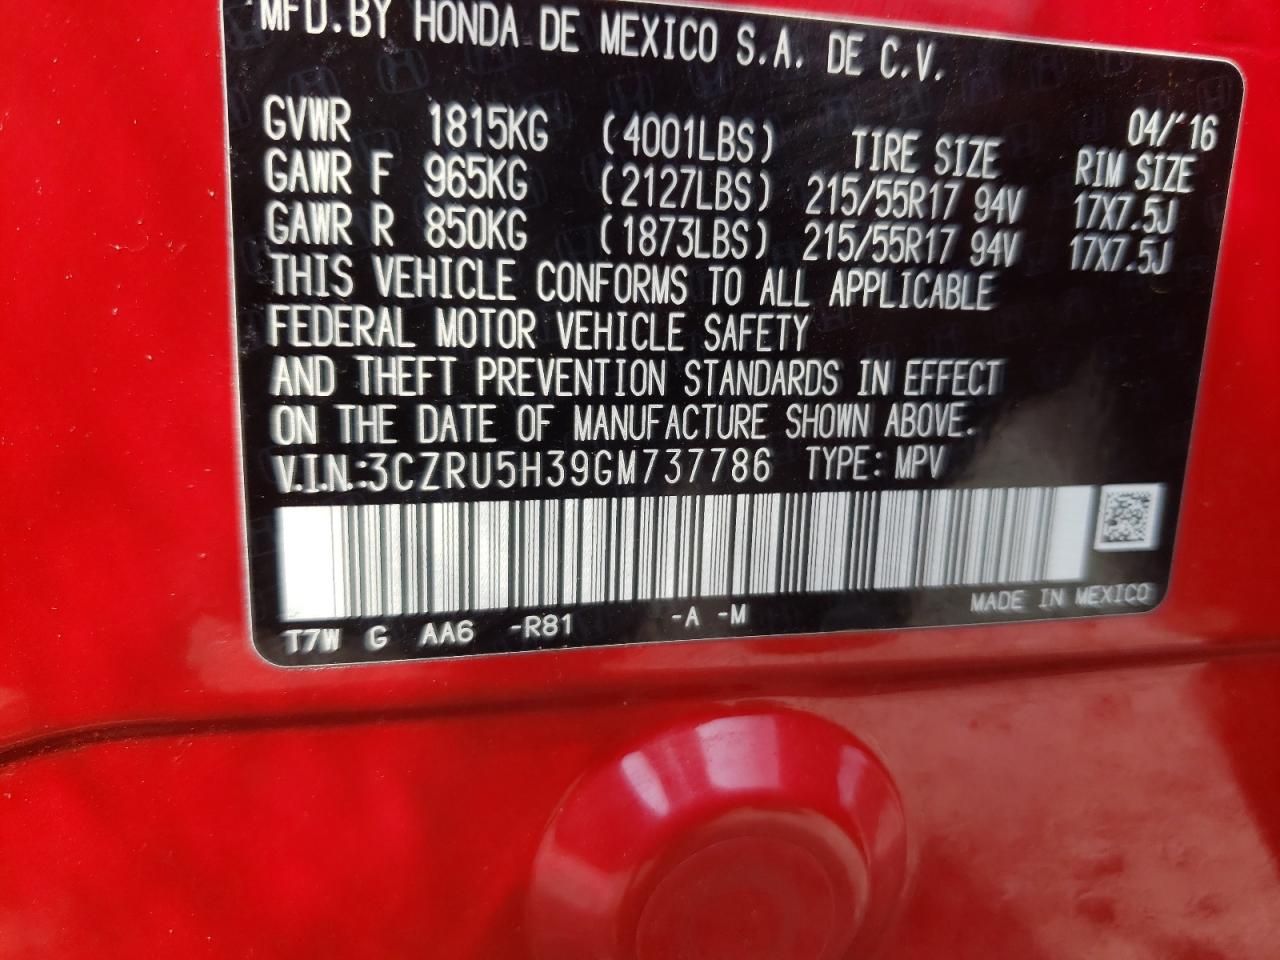 MFD.BY HONDA DE MEXICO S.A. DE C.V.
04/'16
GVWR 1815KG (4001LBS) TIRE SIZE RIM SIZE
GAWR F 965KG (2127LBS) 215/55R17 94V 17X7.5J
GAWR R 850KG (1873LBS) 215/55R17 94V 17X7.5J
THIS VEHICLE CONFORMS TO ALL APPLICABLE
FEDERAL MOTOR VEHICLE SAFETY
AND THEFT PREVENTION STANDARDS IN EFFECT
ON THE DATE OF MANUFACTURE SHOWN ABOVE.
V.I.N.:3CZRU5H39GM737786 TYPE: MPV
MADE IN MEXICO
T7W G AA6 -R81 -A -M